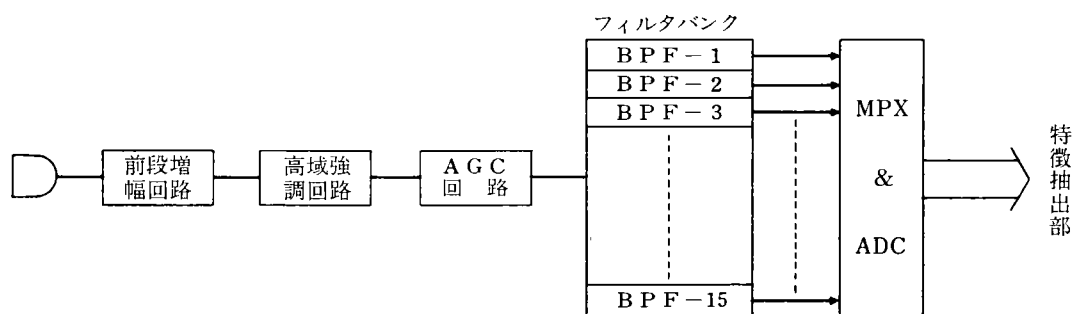 フィルタバンク
BPF-1
BPF-2
BPF-3
BPF-15
前段増
幅回路
高域強
調回路
AGC
回路
MPX
&
ADC
特徴抽出部